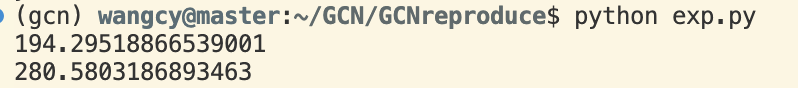 (gcn) wangcy@master:~/GCN/GCNreproduce$ python exp.py
194.29518866539001
280.5803186893463